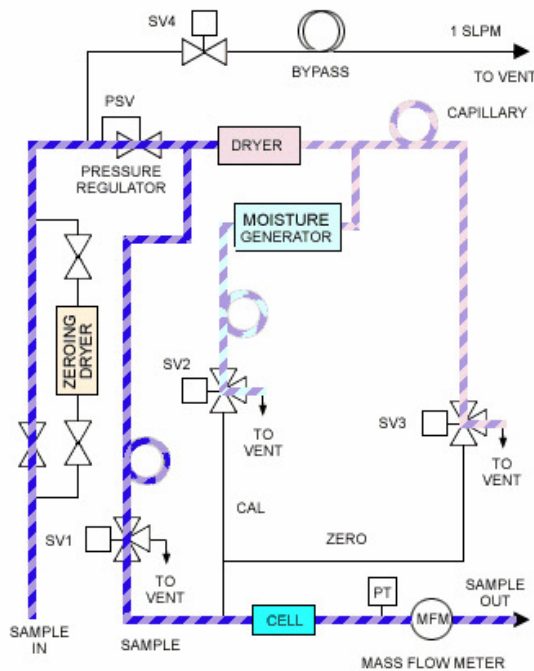 SV4
1 SLPM
BYPASS
TO VENT
PSV
CAPILLARY
DRYER
PRESSURE
REGULATOR
MOISTURE
GENERATOR
ZEROING
DRYER
SV2
SV3
TO
VENT
TO
VENT
CAL
ZERO
SV1
TO
VENT
PT
SAMPLE
OUT
CELL
MFM
SAMPLE
IN
SAMPLE
MASS FLOW METER